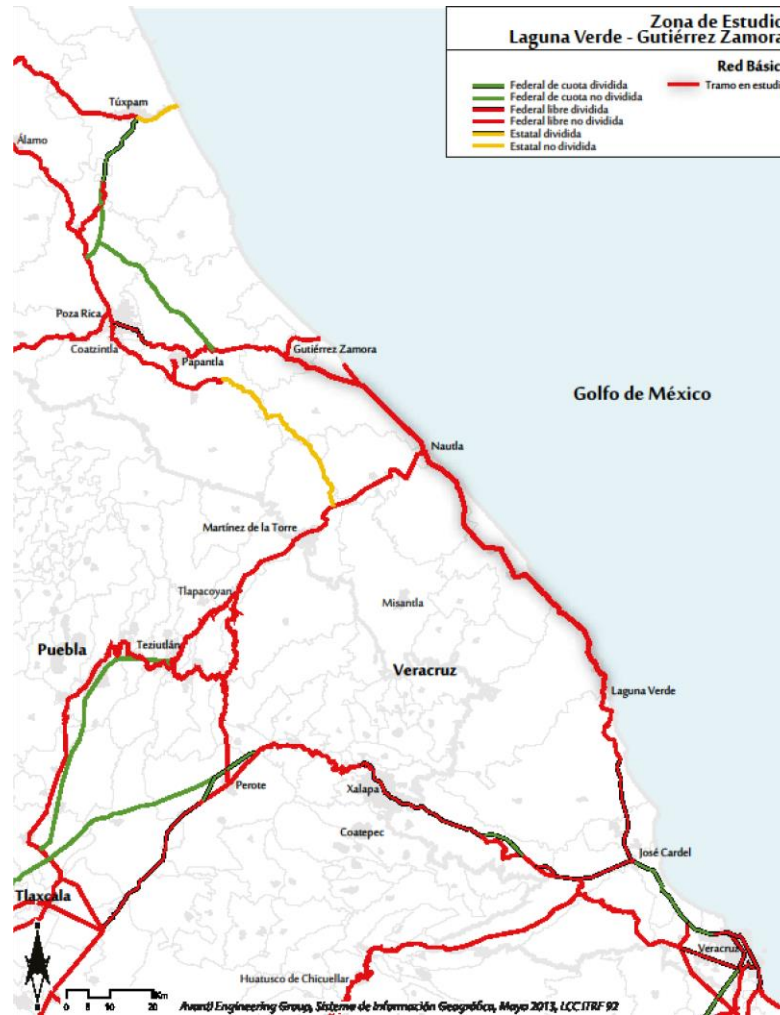 Zona de Estudio
Laguna Verde - Gutiérrez Zamora
Red Básic
Federal de cuota dividida
Federal de cuota no dividida
Federal libre dividida
Federal libre no dividida
Estatal dividida
Estatal no dividida
Tramo en estudi
Túxpam
Álamo
Poza Rica
Coatzintla
Papantla
Gutiérrez Zamora
Golfo de México
Nautla
Martínez de la Torre
Tlapacoyan
Misantla
Puebla
Teziutlán
Veracruz
Laguna Verde
Perote
Xalapa
Coatepec
José Cardel
Tlaxcala
Veracruz
Huatusco de Chicuellar
0 5 10 20 Km
Avanti Engineering Group, Sistema de Información Geográfica, Mayo 2013, LCC ITRF 92